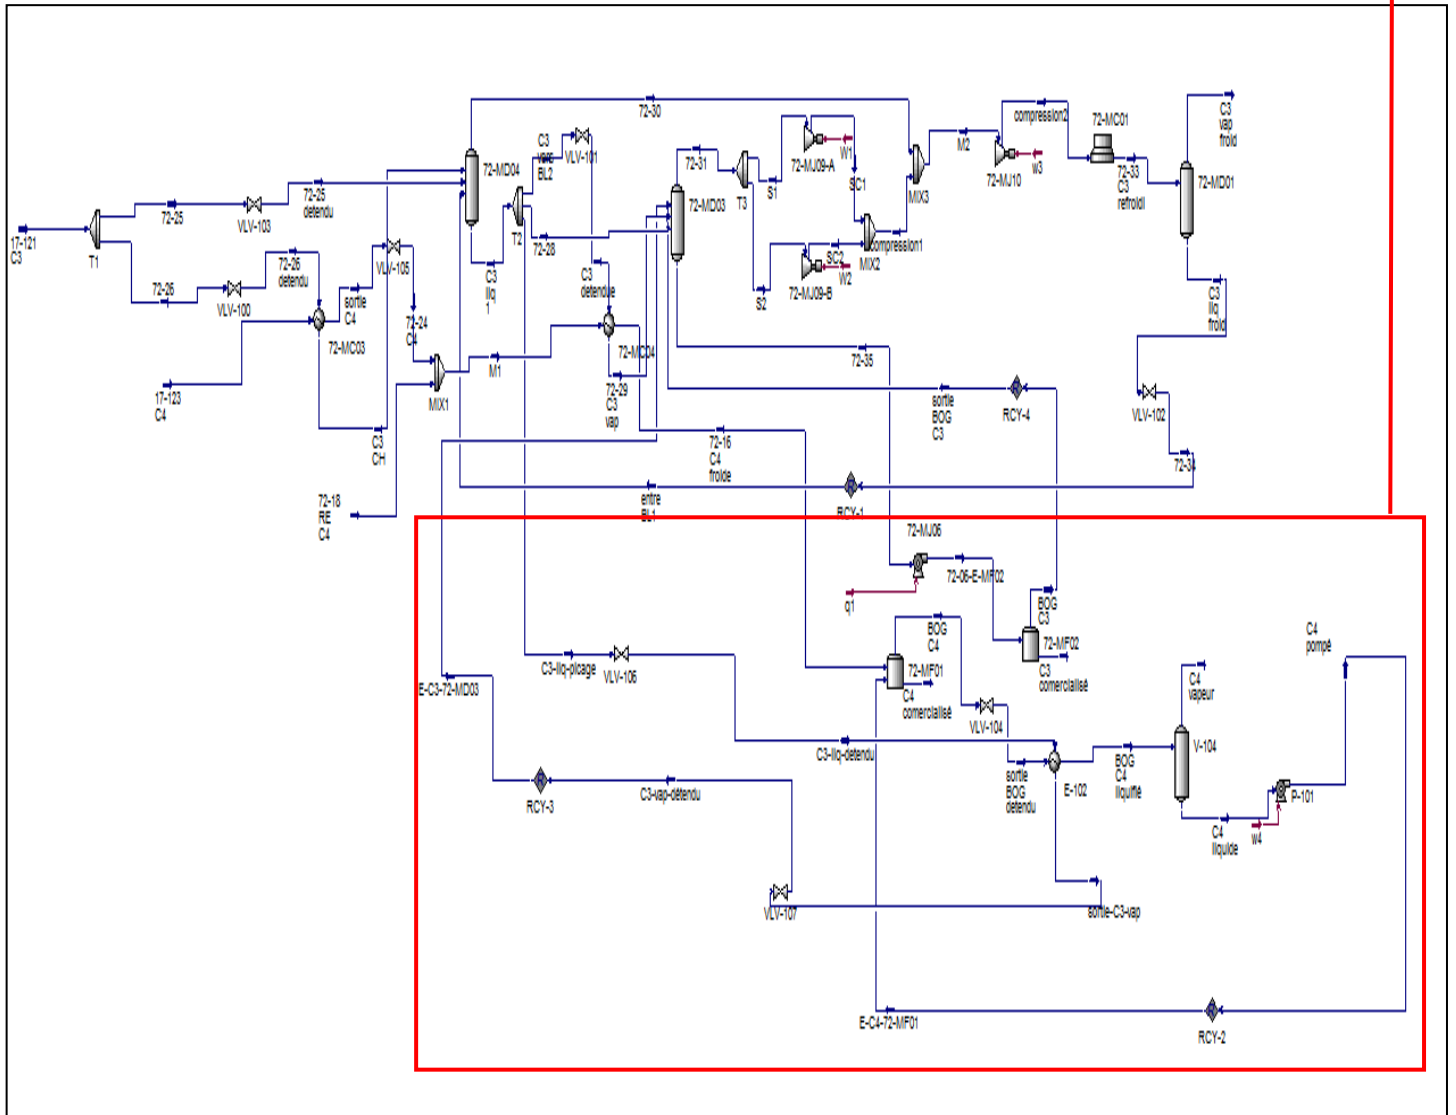 72-30
C3
vap
BL2
VLV-101
72-MD04
72-25
VLV-103
72-25
detendu
17-121
C3
T1
72-26
VLV-100
72-26
detendu
sortie
C4
VLV-105
72-24
C4
72-MC03
17-123
C4
C3
CH
72-18
RE
C4
MIX1
M1
C3
liq
1
T2
72-28
C3
detendue
72-MC04
72-29
C3
vap
72-31
72-MD03
T3
S1
S2
72-MJ09-A
W1
SC1
72-MJ09-B
W2
SC2
MIX2
compression1
MIX3
M2
compression2
72-MJ10
w3
72-MC01
72-33
C3
refroidi
72-MD01
C3
vap
froid
C3
liq
froid
VLV-102
72-34
72-35
sortie
BOG
C3
RCY-4
72-16
C4
froide
entre
BL1
RCY-1
72-MJ06
q1
72-06-E-MF02
BOG
C3
72-MF02
C3
comercialisé
BOG
C4
72-MF01
C4
comercialisé
VLV-104
C3-liq-picage
VLV-106
E-C3-72-MD03
C3-liq-detendu
sortie
BOG
detendu
E-102
BOG
C4
liquifié
C4
vapeur
V-104
C4
liquide
w4
P-101
C4
pompé
RCY-3
C3-vap-détendu
VLV-107
sortie-C3-vap
E-C4-72-MF01
RCY-2